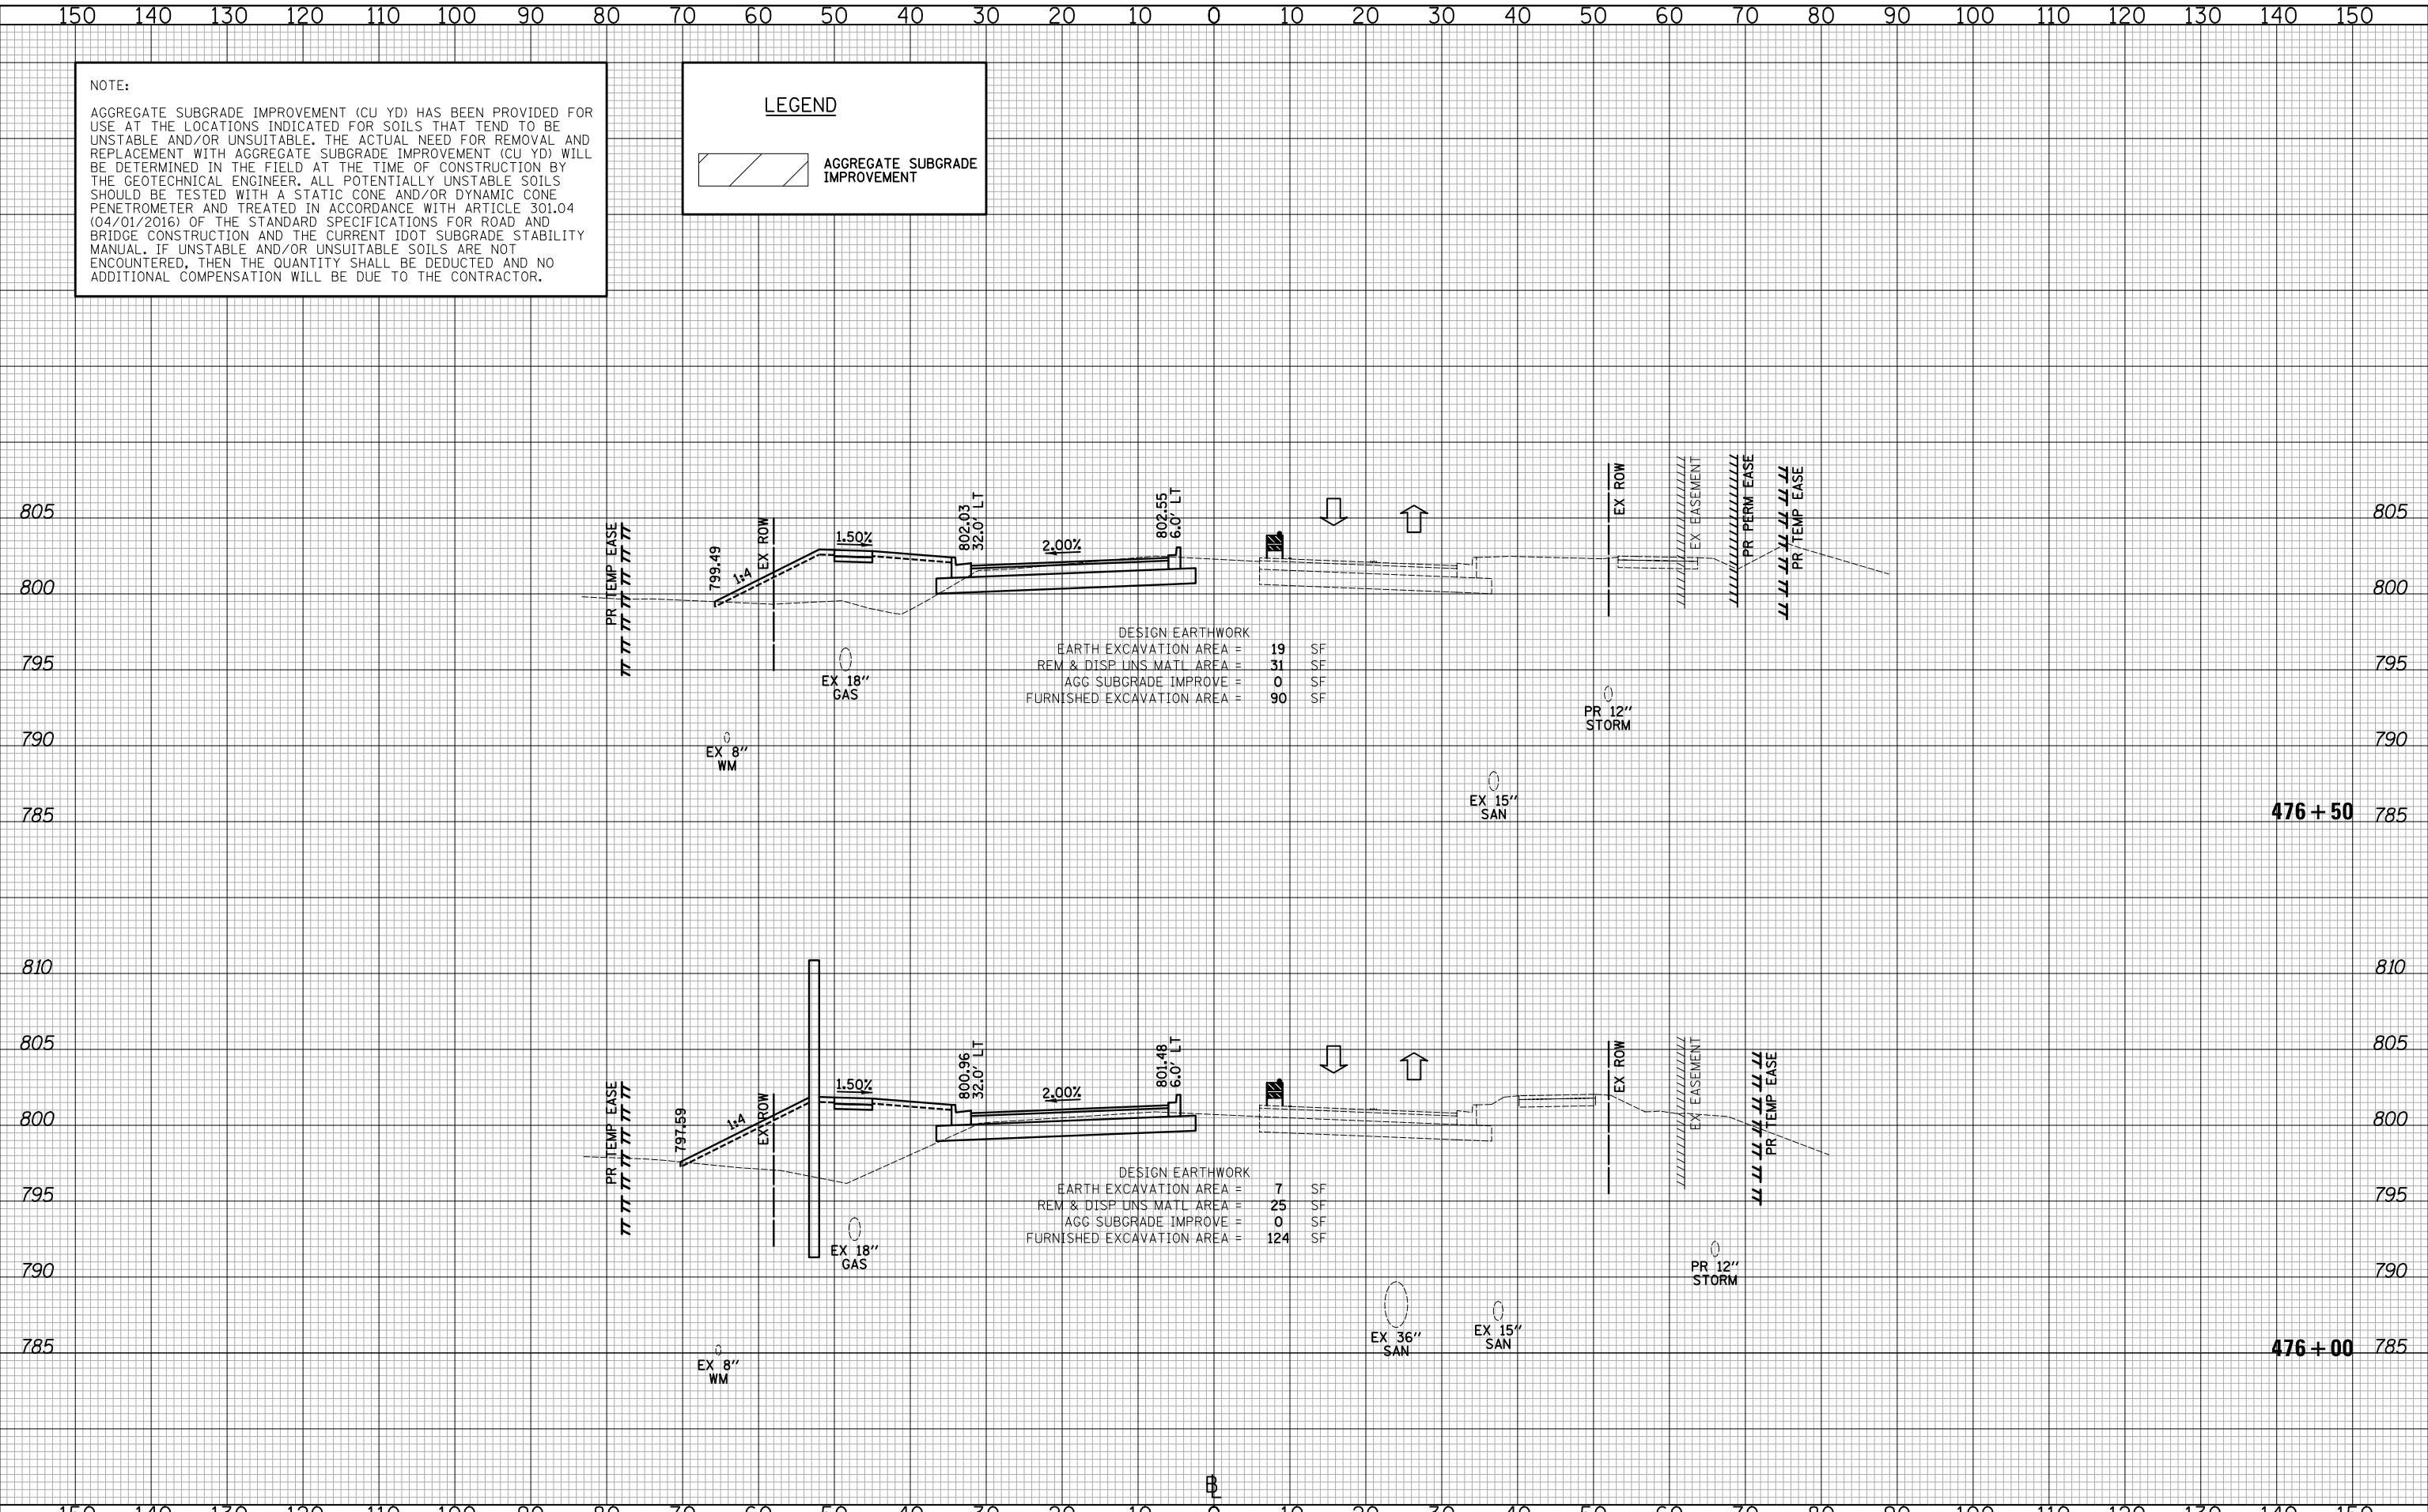 150 140 130 120 110 100 90 80 70 60 50 40 30 20 10 0 10 20 30 40 50 60 70 80 90 100 110 120 130 140 150
NOTE:
AGGREGATE SUBGRADE IMPROVEMENT (CU YD) HAS BEEN PROVIDED FOR
USE AT THE LOCATIONS INDICATED FOR SOILS THAT TEND TO BE
UNSTABLE AND/OR UNSUITABLE. THE ACTUAL NEED FOR REMOVAL AND
REPLACEMENT WITH AGGREGATE SUBGRADE IMPROVEMENT (CU YD) WILL
BE DETERMINED IN THE FIELD AT THE TIME OF CONSTRUCTION BY
THE GEOTECHNICAL ENGINEER. ALL POTENTIALLY UNSTABLE SOILS
SHOULD BE TESTED WITH A STATIC CONE AND/OR DYNAMIC CONE
PENETROMETER AND TREATED IN ACCORDANCE WITH ARTICLE 301.04
(04/01/2016) OF THE STANDARD SPECIFICATIONS FOR ROAD AND
BRIDGE CONSTRUCTION AND THE CURRENT IDOT SUBGRADE STABILITY
MANUAL. IF UNSTABLE AND/OR UNSUITABLE SOILS ARE NOT
ENCOUNTERED, THEN THE QUANTITY SHALL BE DEDUCTED AND NO
ADDITIONAL COMPENSATION WILL BE DUE TO THE CONTRACTOR.
LEGEND
AGGREGATE SUBGRADE
IMPROVEMENT
805 805
800 800
795 795
790 790
785 785
PR TEMP EASE
799.49
1:4
EX ROW
1.50%
802.03
32.0' LT
2.00%
802.55
6.0' LT
EX ROW
EX EASEMENT
PR PERM EASE
PR TEMP EASE
DESIGN EARTHWORK
EARTH EXCAVATION AREA = 19 SF
REM & DISP UNS MATL AREA = 31 SF
AGG SUBGRADE IMPROVE = 0 SF
FURNISHED EXCAVATION AREA = 90 SF
EX 18"
GAS
EX 8"
WM
PR 12"
STORM
EX 15"
SAN
476+50
810 810
805 805
800 800
795 795
790 790
785 785
PR TEMP EASE
797.59
1:4
EX ROW
1.50%
800.96
32.0' LT
2.00%
801.48
6.0' LT
EX ROW
EX EASEMENT
PR TEMP EASE
DESIGN EARTHWORK
EARTH EXCAVATION AREA = 7 SF
REM & DISP UNS MATL AREA = 25 SF
AGG SUBGRADE IMPROVE = 0 SF
FURNISHED EXCAVATION AREA = 124 SF
EX 18"
GAS
PR 12"
STORM
EX 36"
SAN
EX 15"
SAN
EX 8"
WM
476+00
BL
150 140 130 120 110 100 90 80 70 60 50 40 30 20 10 0 10 20 30 40 50 60 70 80 90 100 110 120 130 140 150